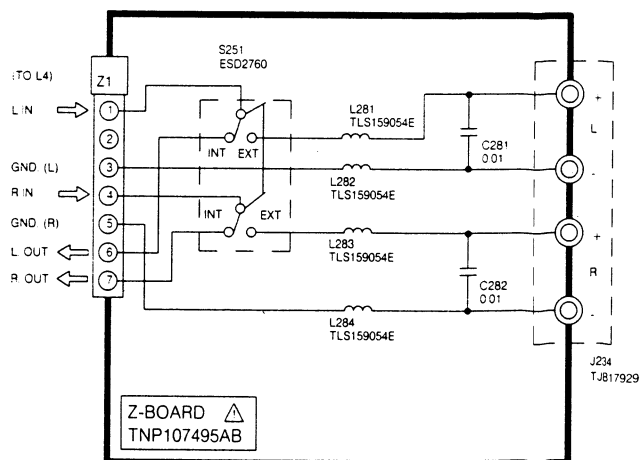 S251
ESD2760
(TO L4)
Z1
L IN
1
2
GND. (L)
3
R IN
4
GND. (R)
5
L. OUT
6
R. OUT
7
INT EXT
INT EXT
L281
TLS159054E
L282
TLS159054E
L283
TLS159054E
L284
TLS159054E
C281
0.01
C282
0.01
+
L
-
+
R
-
J234
TJB17929
Z-BOARD
TNP107495AB